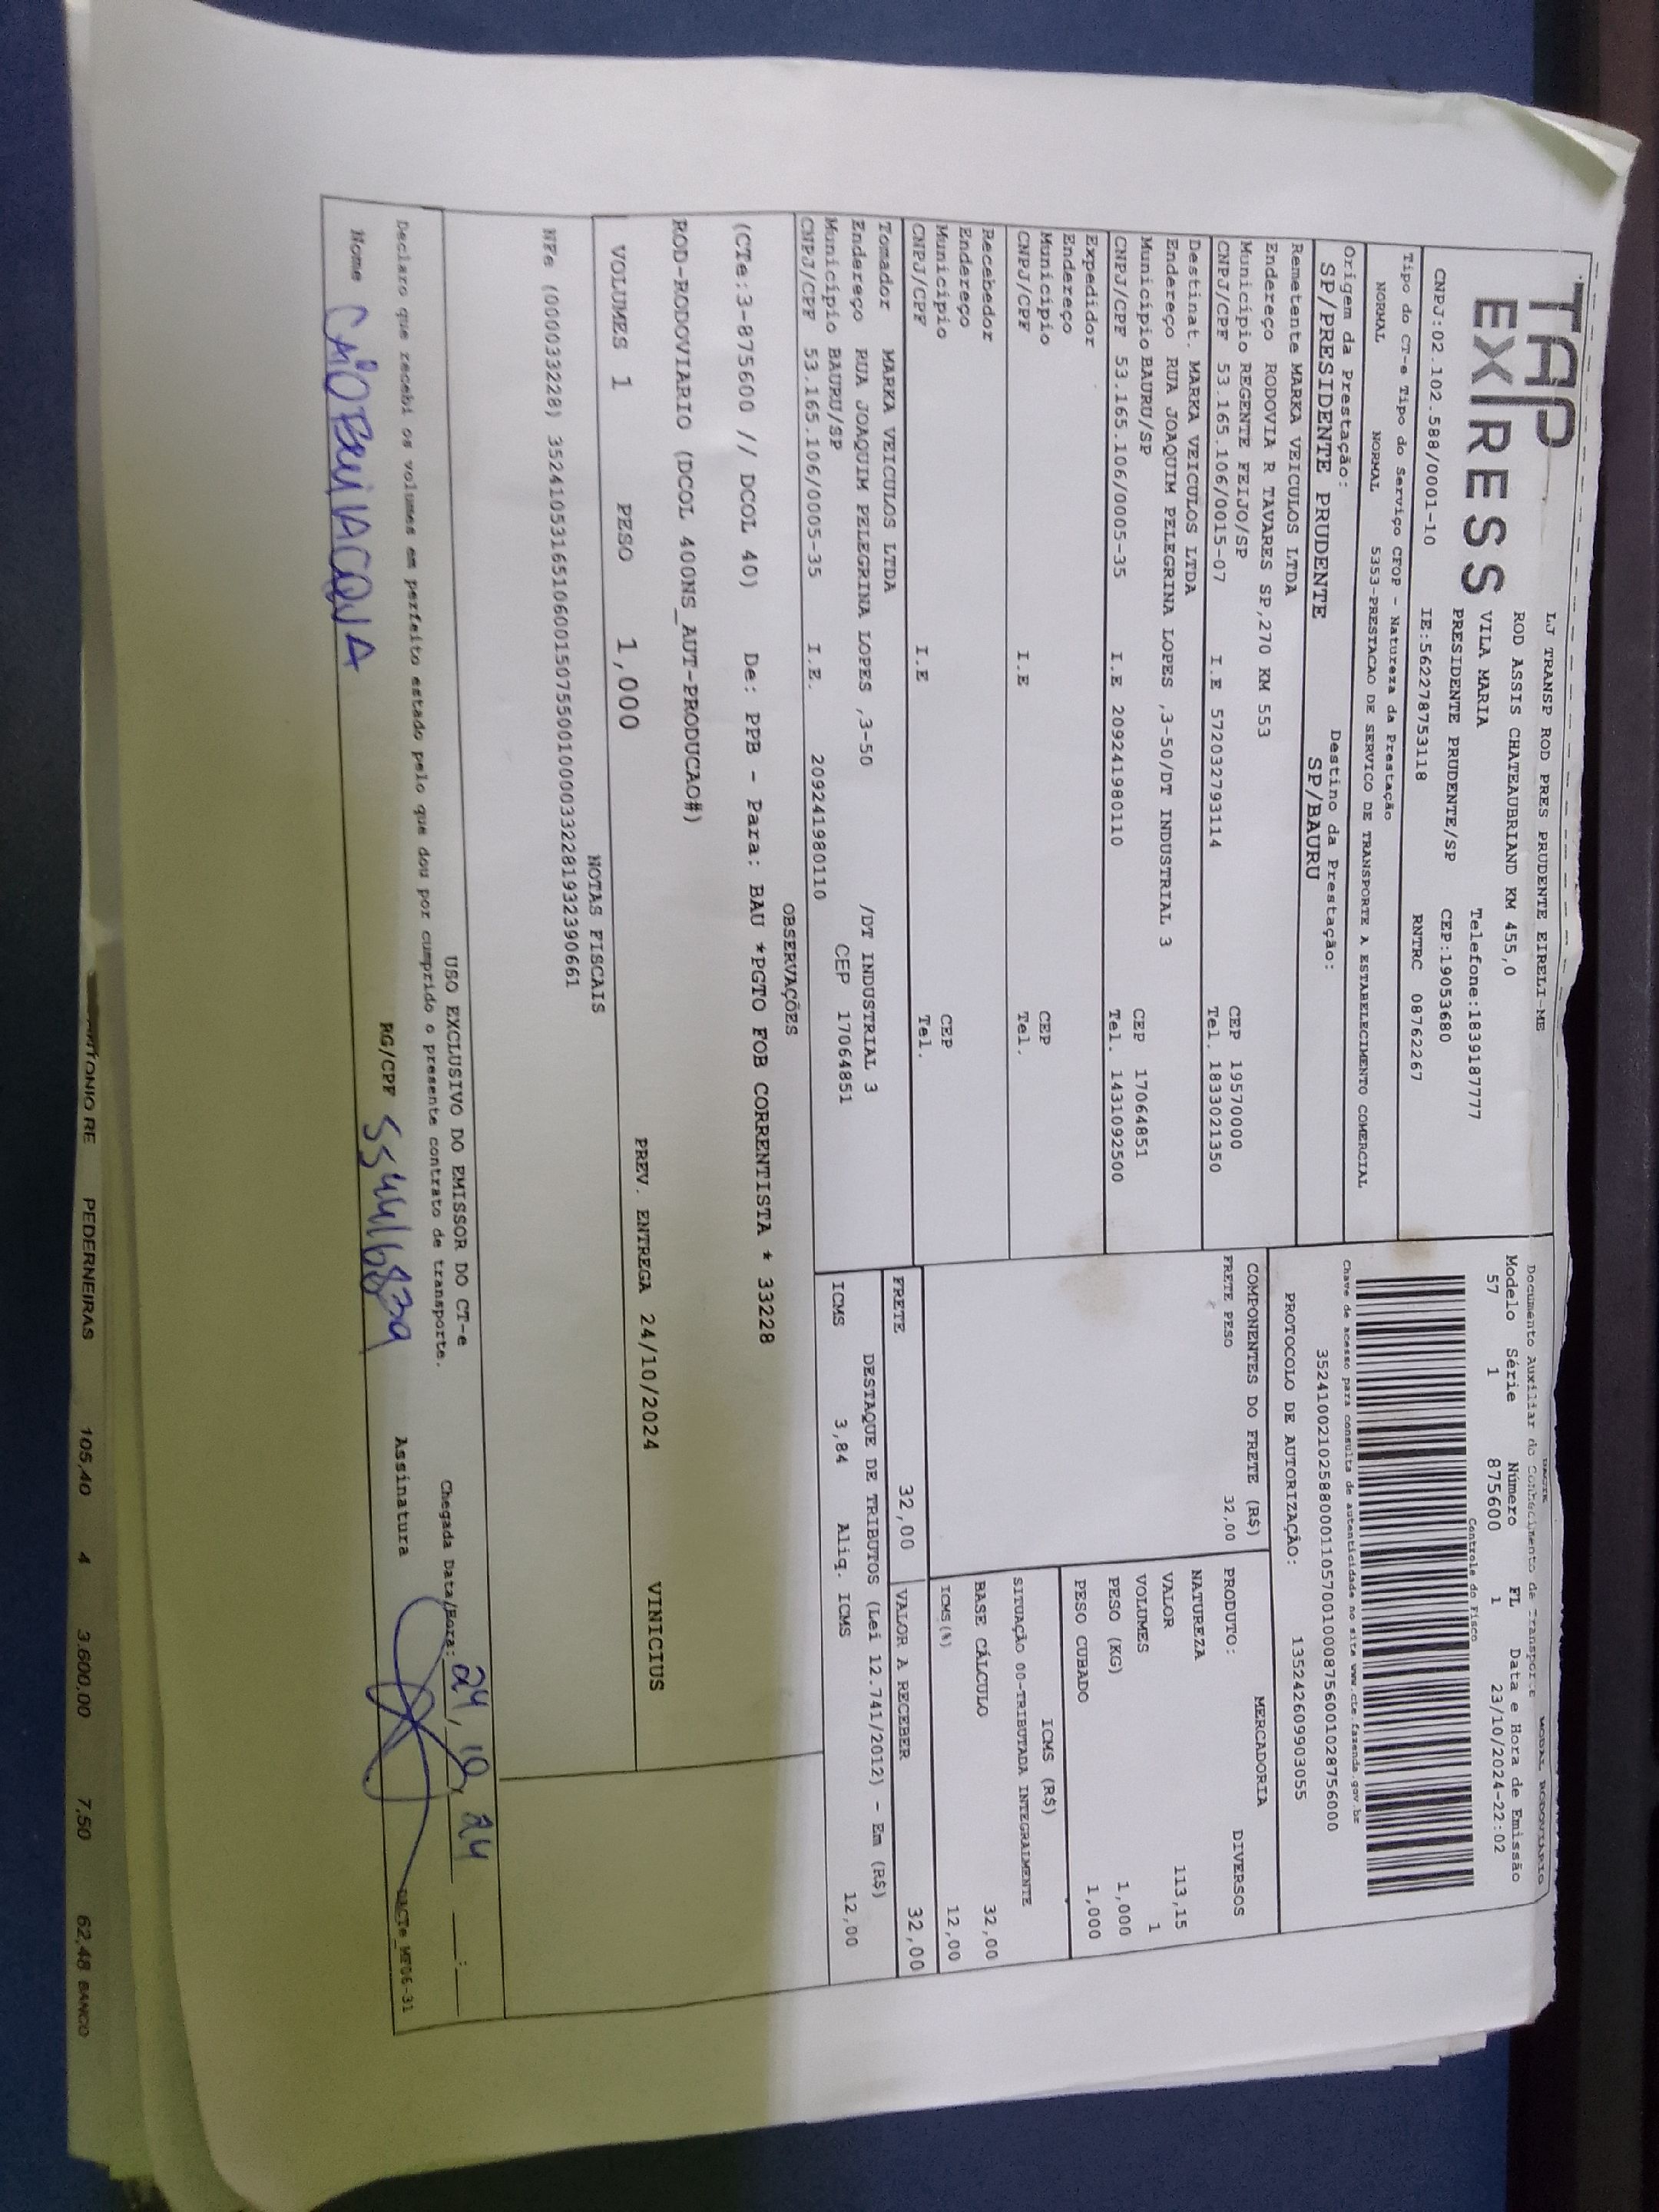 TAP
EXPRESS
LJ TRANSP ROD PRES PRUDENTE EIRELI-ME
ROD ASSIS CHATEAUBRIAND KM 455,0
VILA MARIA Telefone:1839187777
PRESIDENTE PRUDENTE/SP CEP:19053680
CNPJ:02.102.588/0001-10 IE:562278753118 RNTRC 08762267
Tipo do CT-e Tipo do Serviço CFOP - Natureza da Prestação
NORMAL NORMAL 5353-PRESTACAO DE SERVICO DE TRANSPORTE A ESTABELECIMENTO COMERCIAL
Origem da Prestação: Destino da Prestação:
SP/PRESIDENTE PRUDENTE SP/BAURU
DACTE MODAL RODOVIÁRIO
Documento Auxiliar do Conhecimento de Transporte
Modelo Série Número FL Data e Hora de Emissão
57 1 875600 1 23/10/2024-22:02
Controle do Fisco
Chave de acesso para consulta de autenticidade no site www.cte.fazenda.gov.br
35241002102588000110570010008756001028756000
PROTOCOLO DE AUTORIZAÇÃO: 135242609903055
Remetente MARKA VEICULOS LTDA
Endereço RODOVIA R TAVARES SP,270 KM 553
Município REGENTE FEIJO/SP CEP 19570000
CNPJ/CPF 53.165.106/0015-07 I.E 572032793114 Tel. 1833021350
Destinat. MARKA VEICULOS LTDA
Endereço RUA JOAQUIM PELEGRINA LOPES ,3-50/DT INDUSTRIAL 3
Município BAURU/SP CEP 17064851
CNPJ/CPF 53.165.106/0005-35 I.E 209241980110 Tel. 1431092500
Expedidor
Endereço
Município CEP
CNPJ/CPF I.E Tel.
Recebedor
Endereço
Município CEP
CNPJ/CPF I.E Tel.
Tomador MARKA VEICULOS LTDA
Endereço RUA JOAQUIM PELEGRINA LOPES ,3-50 /DT INDUSTRIAL 3
Município BAURU/SP CEP 17064851
CNPJ/CPF 53.165.106/0005-35 I.E. 209241980110
COMPONENTES DO FRETE (R$)
FRETE PESO 32,00
MERCADORIA
PRODUTO: DIVERSOS
NATUREZA
VALOR 113,15
VOLUMES 1
PESO (KG) 1,000
PESO CUBADO 1,000
ICMS (R$)
SITUAÇÃO 00-TRIBUTADA INTEGRALMENTE
BASE CÁLCULO 32,00
ICMS(%) 12,00
FRETE 32,00 VALOR A RECEBER 32,00
DESTAQUE DE TRIBUTOS (Lei 12.741/2012) - Em (R$)
ICMS 3,84 Aliq. ICMS 12,00
OBSERVAÇÕES
(CTe:3-875600 // DCOL 40) De: PPB - Para: BAU *PGTO FOB CORRENTISTA * 33228
ROD-RODOVIARIO (DCOL 400NS_AUT-PRODUCAO#)
VOLUMES 1 PESO 1,000 PREV. ENTREGA 24/10/2024 VINICIUS
NOTAS FISCAIS
NFe (000033228) 35241053165106001507550010000332281932390661
USO EXCLUSIVO DO EMISSOR DO CT-e
Declaro que recebi os volumes em perfeito estado pelo que dou por cumprido o presente contrato de transporte.
Chegada Data/Hora: 24, 10, 24 :
Nome CAIO BEVILACQUA RG/CPF Assinatura
DACTe_MF06-31
ANTONIO RE PEDERNEIRAS 105,40 4 3.600,00 7,50 62,48 BANCO